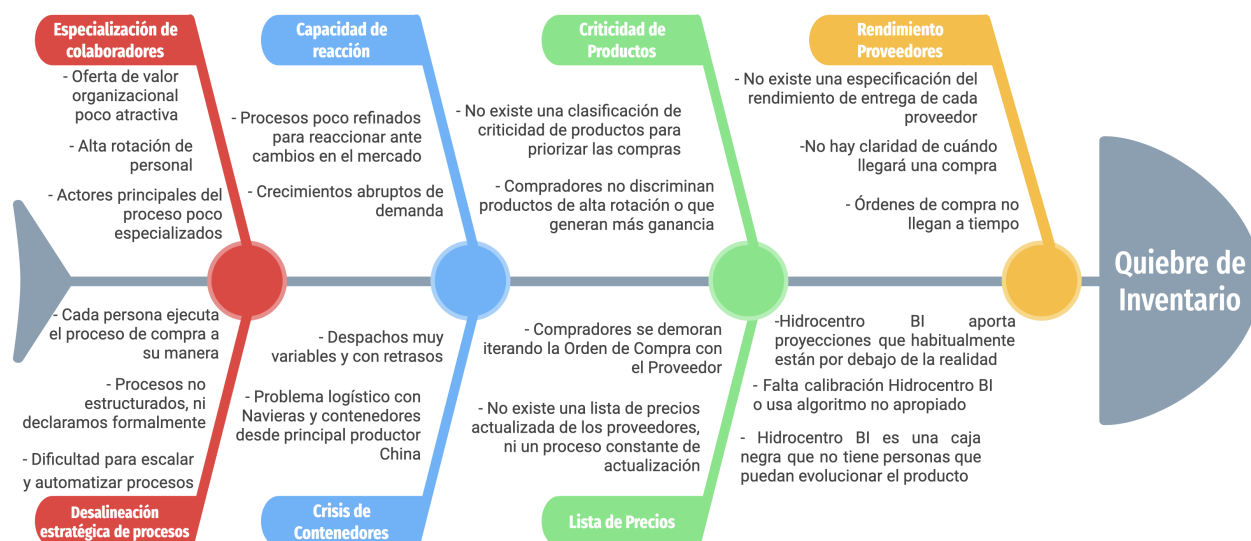 Especialización de
colaboradores
- Oferta de valor
organizacional
poco atractiva
- Alta rotación de
personal
- Actores principales del
proceso poco
especializados
Capacidad de
reacción
- Procesos poco refinados
para reaccionar ante
cambios en el mercado
- Crecimientos abruptos de
demanda
Criticidad de
Productos
- No existe una clasificación de
criticidad de productos para
priorizar las compras
- Compradores no discriminan
productos de alta rotación o que
generan más ganancia
Rendimiento
Proveedores
- No existe una especificación del
rendimiento de entrega de cada
proveedor
-No hay claridad de cuándo
llegará una compra
- Órdenes de compra no
llegan a tiempo
Quiebre de
Inventario
- Cada persona ejecuta
el proceso de compra a
su manera
- Procesos no
estructurados, ni
declaramos formalmente
- Dificultad para escalar
y automatizar procesos
Desalineación
estratégica de procesos
- Despachos muy
variables y con retrasos
- Problema logístico con
Navieras y contenedores
desde principal productor
China
Crisis de
Contenedores
- Compradores se demoran
iterando la Orden de Compra con
el Proveedor
- No existe una lista de precios
actualizada de los proveedores,
ni un proceso constante de
actualización
Lista de Precios
-Hidrocentro BI aporta
proyecciones que habitualmente
están por debajo de la realidad
- Falta calibración Hidrocentro BI
o usa algoritmo no apropiado
- Hidrocentro BI es una caja
negra que no tiene personas que
puedan evolucionar el producto